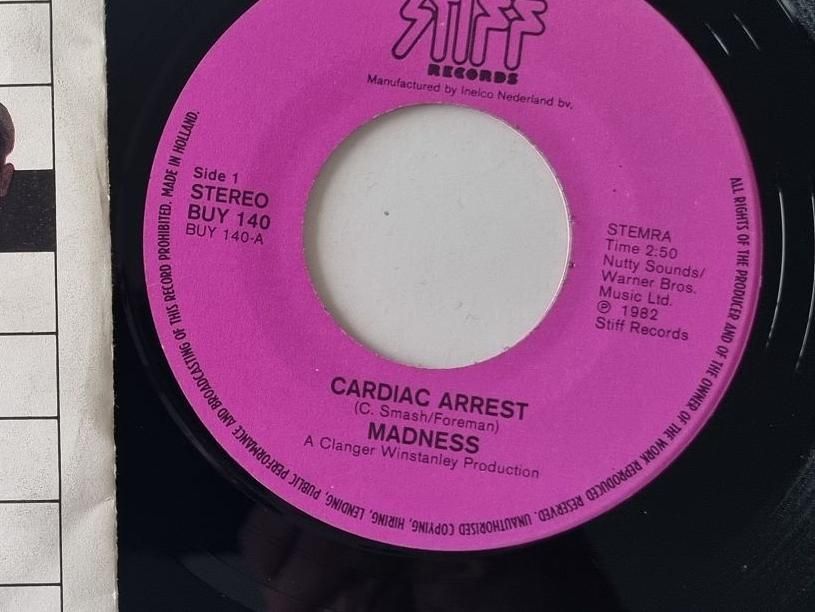 STIFF
RECORDS
Manufactured by Inelco Nederland bv.
Side 1
STEREO
BUY 140
BUY 140-A
STEMRA
Time 2:50
Nutty Sounds/
Warner Bros.
Music Ltd.
℗ 1982
Stiff Records
CARDIAC ARREST
(C. Smash/Foreman)
MADNESS
A Clanger Winstanley Production
ALL RIGHTS OF THE PRODUCER AND OF THE OWNER OF THE WORK REPRODUCED RESERVED. UNAUTHORISED COPYING, HIRING, LENDING, PUBLIC PERFORMANCE AND BROADCASTING OF THIS RECORD PROHIBITED. MADE IN HOLLAND.